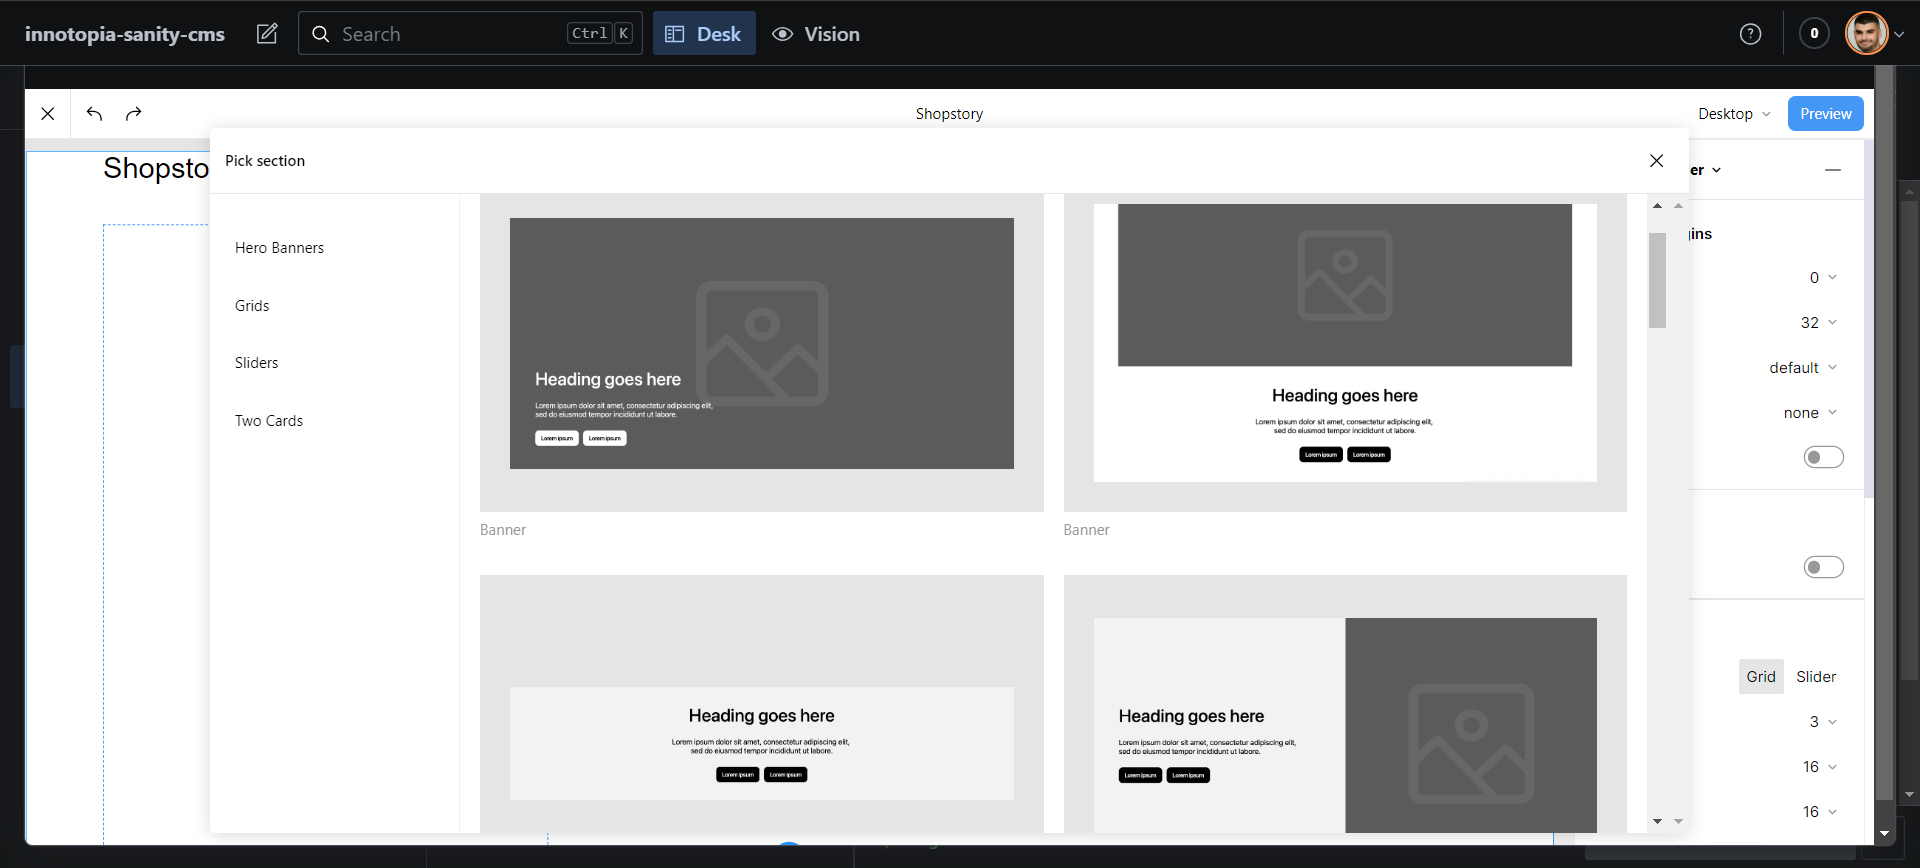 innotopia-sanity-cms
Search
Ctrl K
Desk
Vision
?
0
Shopstory
Desktop
Preview
Shopsto
Pick section
er
Hero Banners
Grids
Sliders
Two Cards
Heading goes here
Lorem ipsum dolor sit amet, consectetur adipiscing elit,
sed do eiusmod tempor incididunt ut labore.
Lorem ipsum Lorem ipsum
Banner
Heading goes here
Lorem ipsum dolor sit amet, consectetur adipiscing elit,
sed do eiusmod tempor incididunt ut labore.
Lorem ipsum Lorem ipsum
Banner
Heading goes here
Lorem ipsum dolor sit amet, consectetur adipiscing elit,
sed do eiusmod tempor incididunt ut labore.
Lorem ipsum Lorem ipsum
Heading goes here
Lorem ipsum dolor sit amet, consectetur adipiscing elit,
sed do eiusmod tempor incididunt ut labore.
Lorem ipsum Lorem ipsum
gins
0
32
default
none
Grid Slider
3
16
16